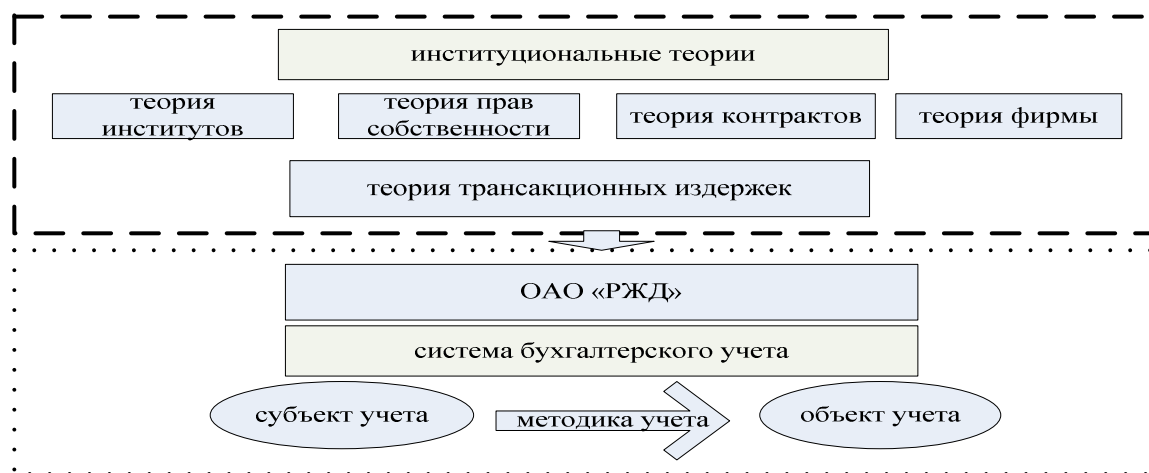 институциональные теории
теория
институтов
теория прав
собственности
теория контрактов
теория фирмы
теория трансакционных издержек
ОАО «РЖД»
система бухгалтерского учета
субъект учета
методика учета
объект учета